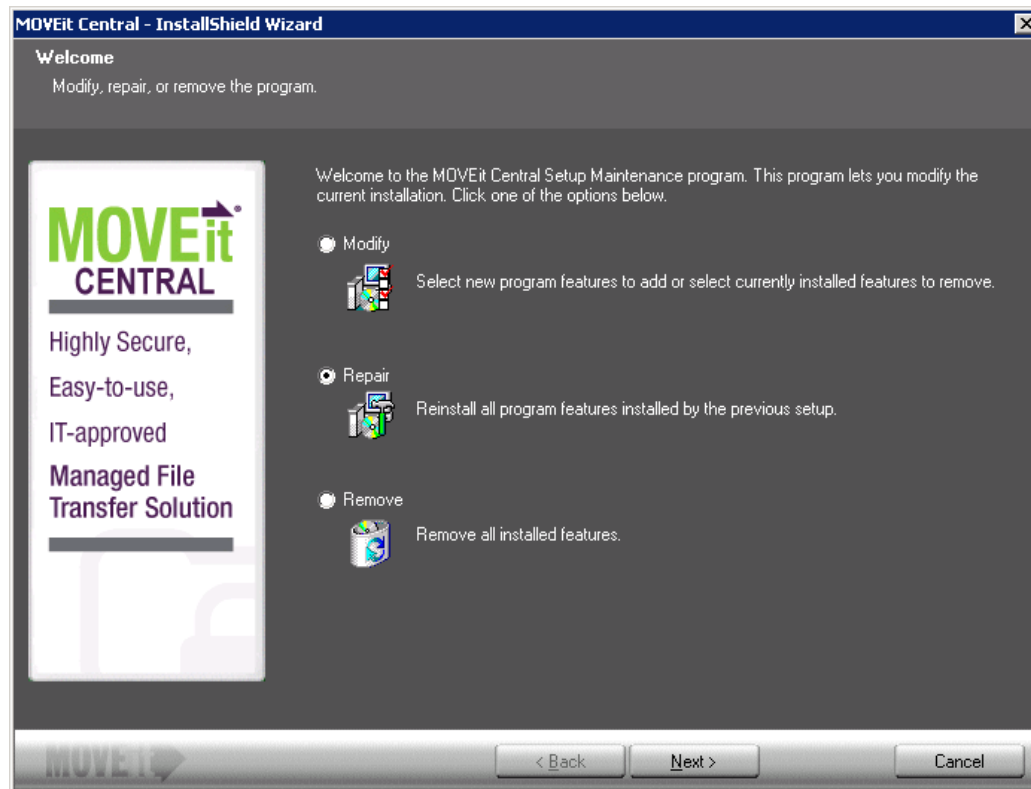 MOVEit Central - InstallShield Wizard
Welcome
Modify, repair, or remove the program.
MOVEit
CENTRAL
Highly Secure,
Easy-to-use,
IT-approved
Managed File
Transfer Solution
Welcome to the MOVEit Central Setup Maintenance program. This program lets you modify the
current installation. Click one of the options below.
Modify
Select new program features to add or select currently installed features to remove.
Repair
Reinstall all program features installed by the previous setup.
Remove
Remove all installed features.
MOVEit
< Back
Next >
Cancel